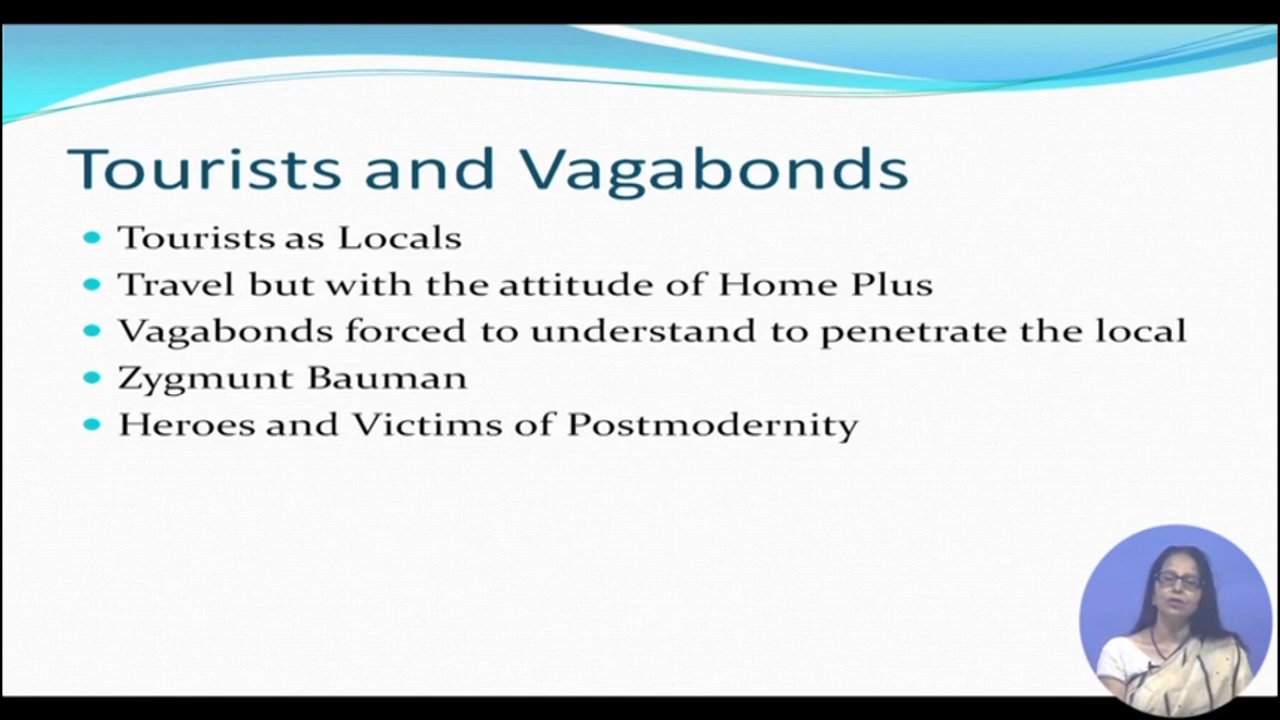 Tourists and Vagabonds
Tourists as Locals
Travel but with the attitude of Home Plus
Vagabonds forced to understand to penetrate the local
Zygmunt Bauman
Heroes and Victims of Postmodernity